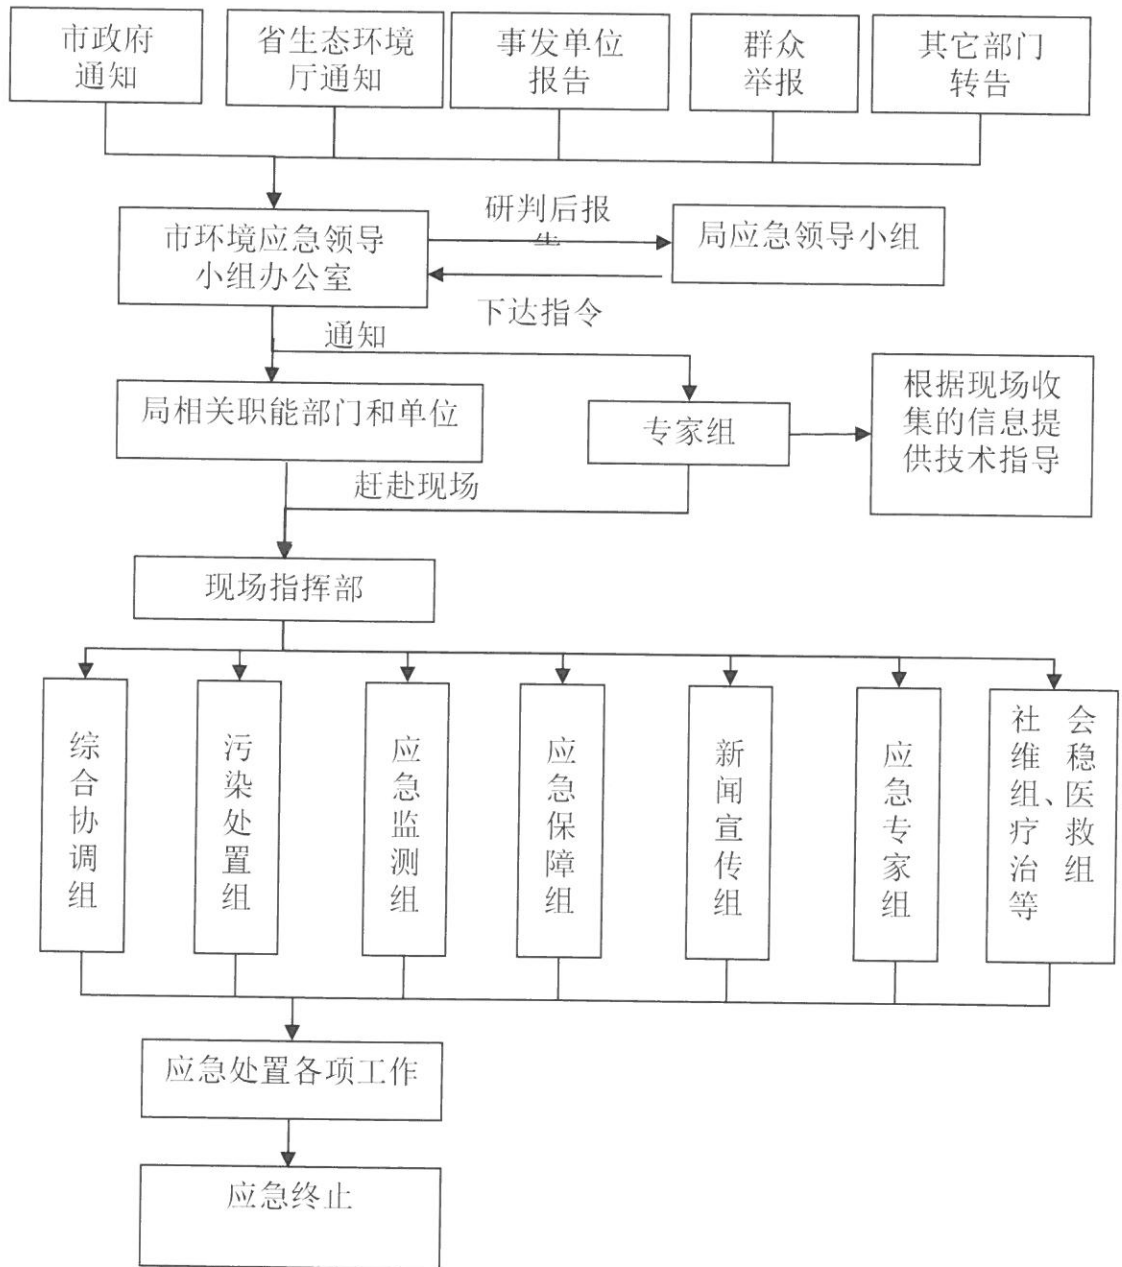 市政府
通知
省生态环境
厅通知
事发单位
报告
群众
举报
其它部门
转告
市环境应急领导
小组办公室
研判后报
告
局应急领导小组
下达指令
通知
局相关职能部门和单位
专家组
根据现场收
集的信息提
供技术指导
赶赴现场
现场指挥部
综合协调组
污染处置组
应急监测组
应急保障组
新闻宣传组
应急专家组
社会
维稳
组、医
疗救
治组
等
应急处置各项工作
应急终止